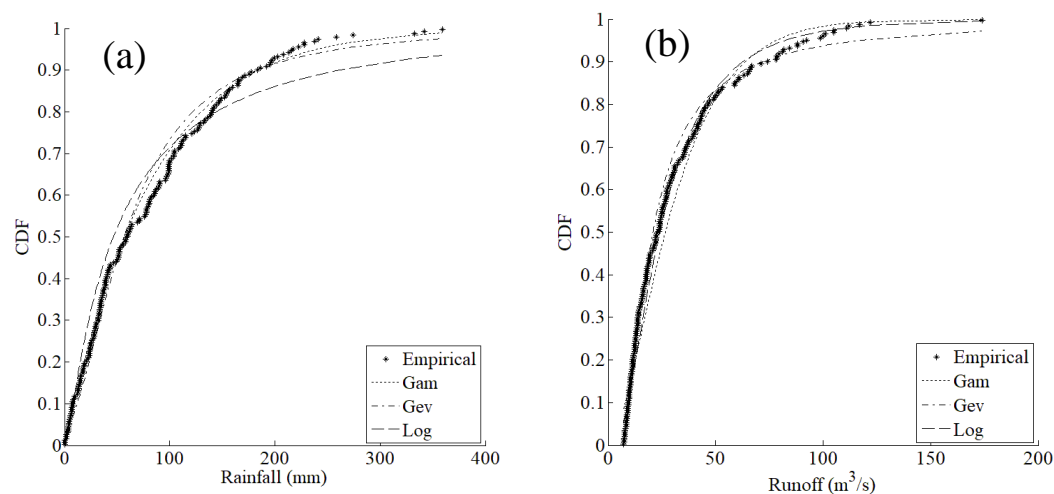 (a)
1
0.9
0.8
0.7
0.6
0.5
0.4
0.3
0.2
0.1
0
CDF
0
100
200
300
400
Rainfall (mm)
Empirical
Gam
Gev
Log
(b)
1
0.9
0.8
0.7
0.6
0.5
0.4
0.3
0.2
0.1
0
CDF
0
50
100
150
200
Runoff (m³/s)
Empirical
Gam
Gev
Log